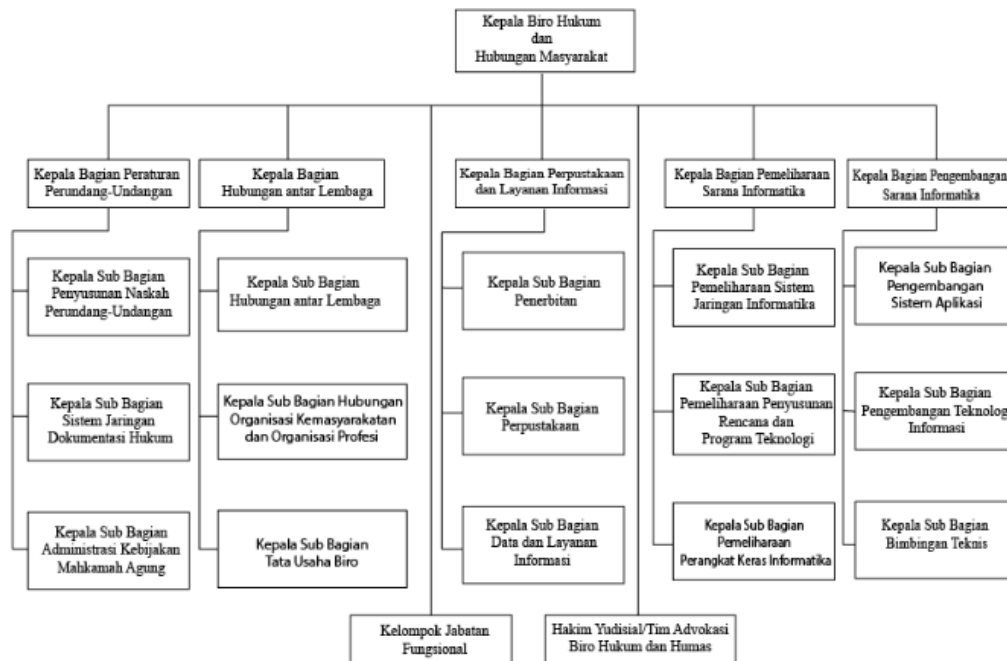 Kepala Biro Hukum
dan
Hubungan Masyarakat
Kepala Bagian Peraturan
Perundang-Undangan
Kepala Bagian
Hubungan antar Lembaga
Kepala Bagian Perpustakaan
dan Layanan Informasi
Kepala Bagian Pemeliharaan
Sarana Informatika
Kepala Bagian Pengembangan
Sarana Informatika
Kepala Sub Bagian
Penyusunan Naskah
Perundang-Undangan
Kepala Sub Bagian
Hubungan antar Lembaga
Kepala Sub Bagian
Penerbitan
Kepala Sub Bagian
Pemeliharaan Sistem
Jaringan Informatika
Kepala Sub Bagian
Pengembangan
Sistem Aplikasi
Kepala Sub Bagian
Sistem Jaringan
Dokumentasi Hukum
Kepala Sub Bagian Hubungan
Organisasi Kemasyarakatan
dan Organisasi Profesi
Kepala Sub Bagian
Perpustakaan
Kepala Sub Bagian
Pemeliharaan Penyusunan
Rencana dan
Program Teknologi
Kepala Sub Bagian
Pengembangan Teknologi
Informasi
Kepala Sub Bagian
Administrasi Kebijakan
Mahkamah Agung
Kepala Sub Bagian
Tata Usaha Biro
Kepala Sub Bagian
Data dan Layanan
Informasi
Kepala Sub Bagian
Pemeliharaan
Perangkat Keras Informatika
Kepala Sub Bagian
Bimbingan Teknis
Kelompok Jabatan
Fungsional
Hakim Yudisial/Tim Advokasi
Biro Hukum dan Humas